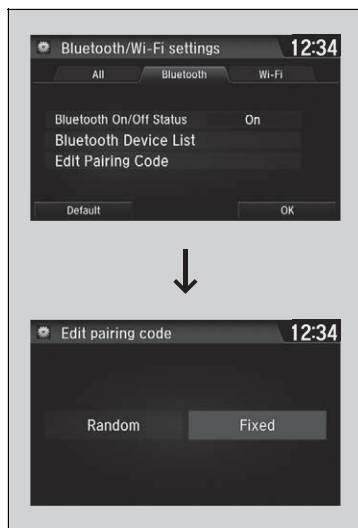 Bluetooth/Wi-Fi settings 12:34
All Bluetooth Wi-Fi
Bluetooth On/Off Status On
Bluetooth Device List
Edit Pairing Code
Default OK
Edit pairing code 12:34
Random Fixed